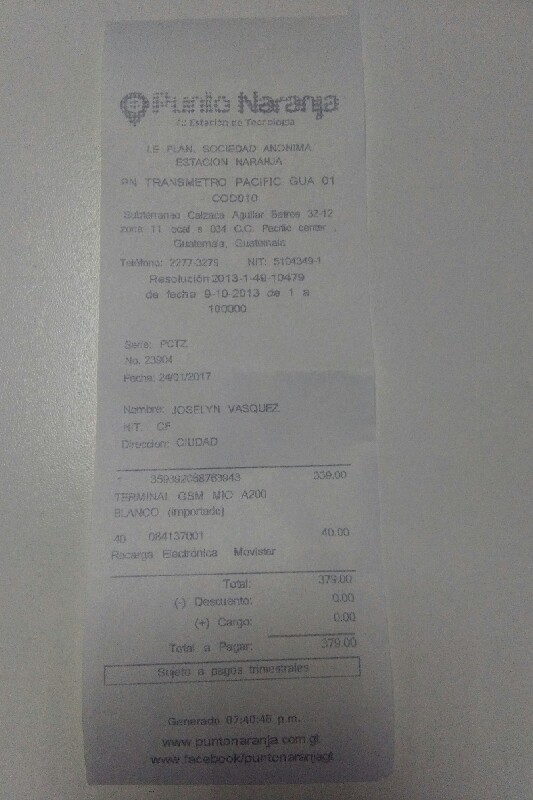 Punto Naranja
Tu Estación de Tecnología
LE PLAN, SOCIEDAD ANONIMA
ESTACION NARANJA
PN TRANSMETRO PACIFIC GUA 01
COD010
Subterraneo Calzada Aguilar Batres 32-12
zona 11 local s 034 C.C. Pacific center ,
Guatemala, Guatemala
Teléfono: 2277-3275 NIT: 5104349-1
Resolución 2013-1-46-10479
de fecha 9-10-2013 de 1 a
100000
Serie: PCTZ
No. 23904
Fecha: 24/01/2017
Nombre: JOSELYN VASQUEZ
NIT: CF
Direccion: CIUDAD
1 359392088763943 339.00
TERMINAL GSM MIC A200
BLANCO (importado)
40 084137001 40.00
Recarga Electrónica Movistar
Total: 379.00
(-) Descuento: 0.00
(+) Cargo: 0.00
Total a Pagar: 379.00
Sujeto a pagos trimestrales
Generado 07:40:45 p.m.
www.puntonaranja.com.gt
www.facebook/puntonaranjagt